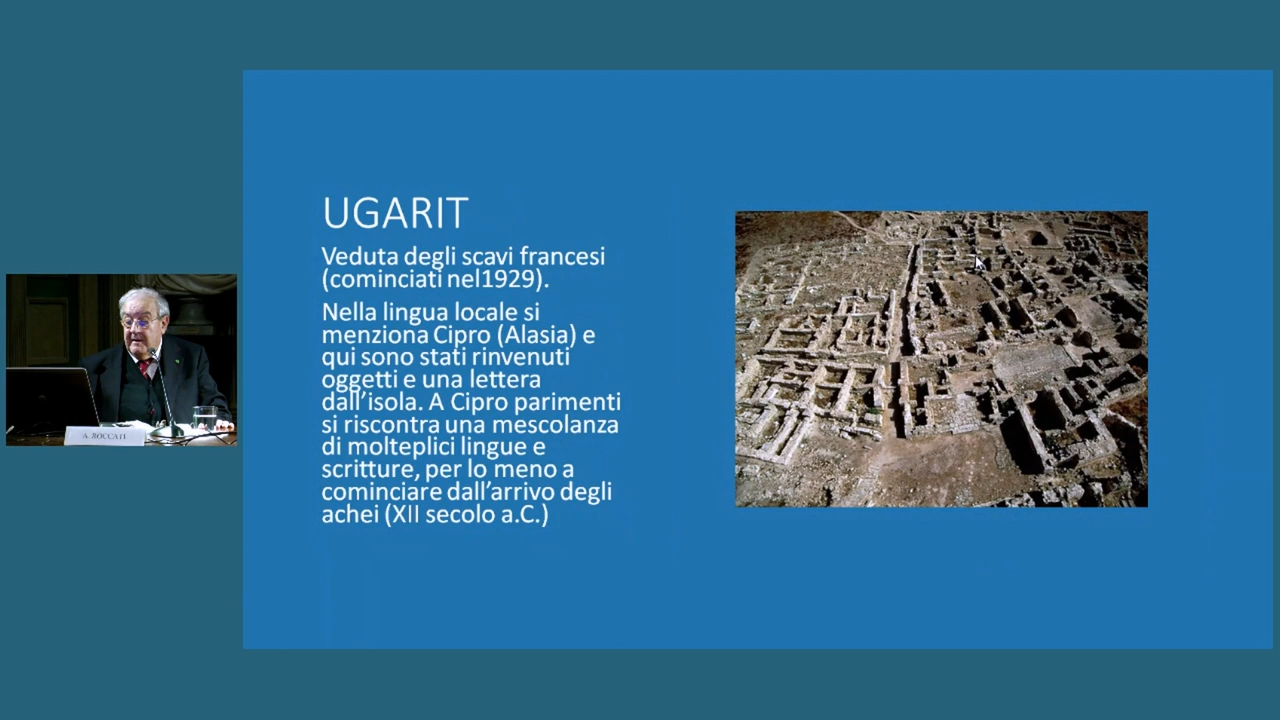 UGARIT
Veduta degli scavi francesi
(cominciati nel1929).
Nella lingua locale si
menziona Cipro (Alasia) e
qui sono stati rinvenuti
oggetti e una lettera
dall’isola. A Cipro parimenti
si riscontra una mescolanza
di molteplici lingue e
scritture, per lo meno a
cominciare dall’arrivo degli
achei (XII secolo a.C.)
A. ROCCATI